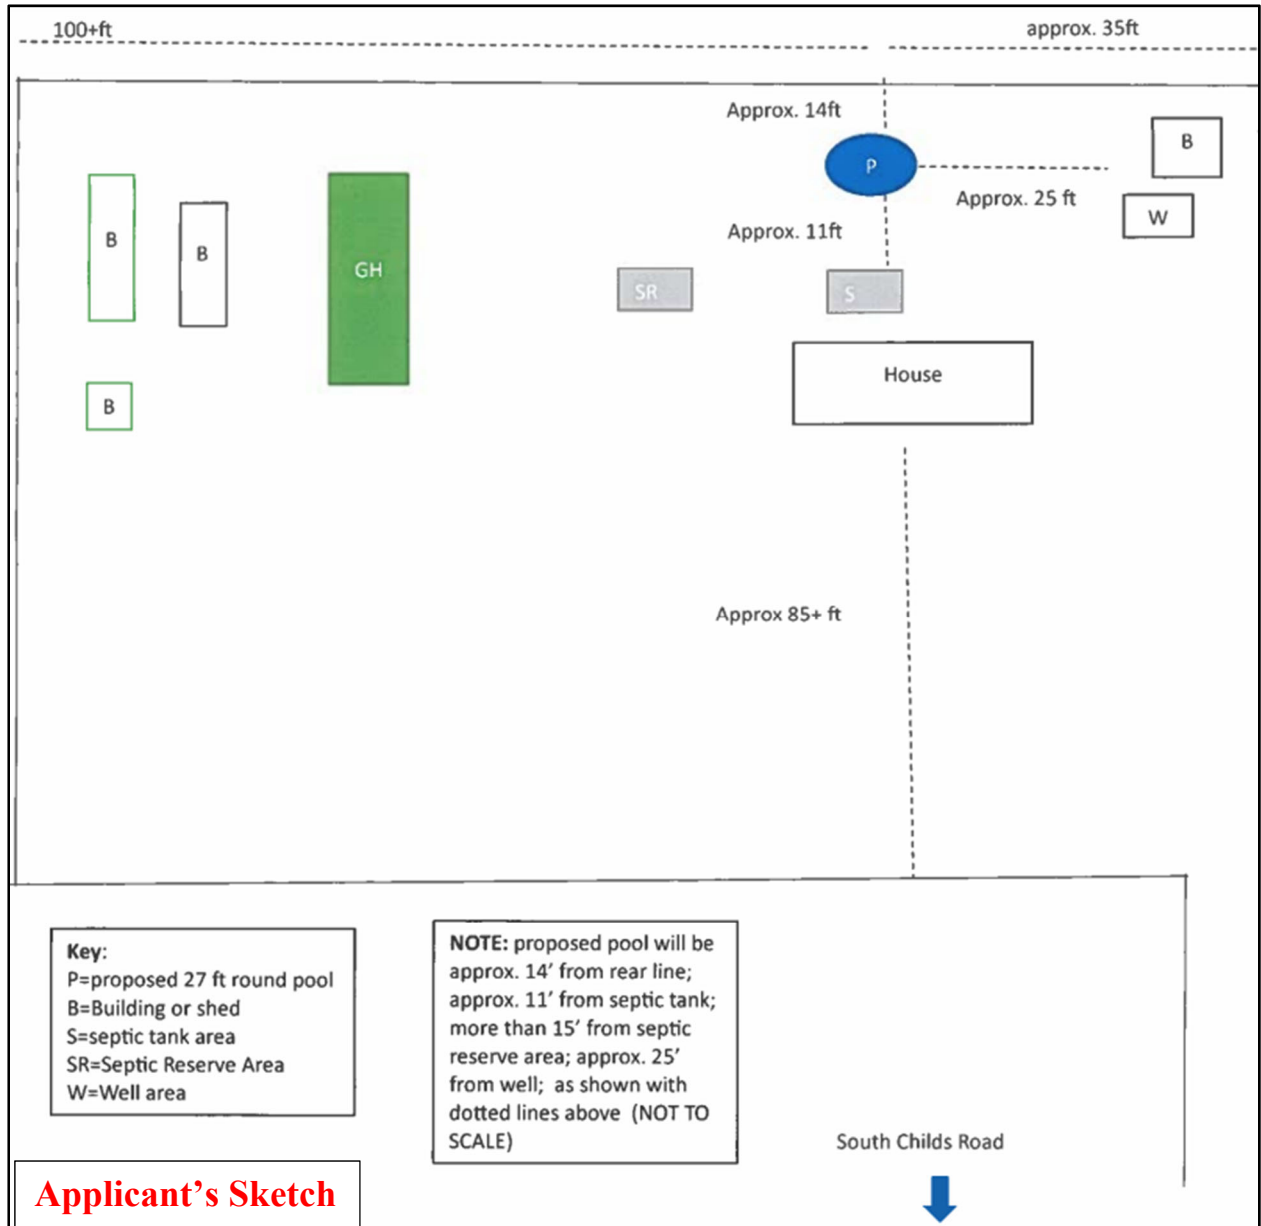 100+ft
approx. 35ft
Approx. 14ft
P
B
Approx. 25 ft
W
Approx. 11ft
B
B
GH
SR
S
House
B
Approx 85+ ft
Key:
P=proposed 27 ft round pool
B=Building or shed
S=septic tank area
SR=Septic Reserve Area
W=Well area
NOTE: proposed pool will be
approx. 14' from rear line;
approx. 11' from septic tank;
more than 15' from septic
reserve area; approx. 25'
from well;  as shown with
dotted lines above  (NOT TO
SCALE)
South Childs Road
Applicant's Sketch